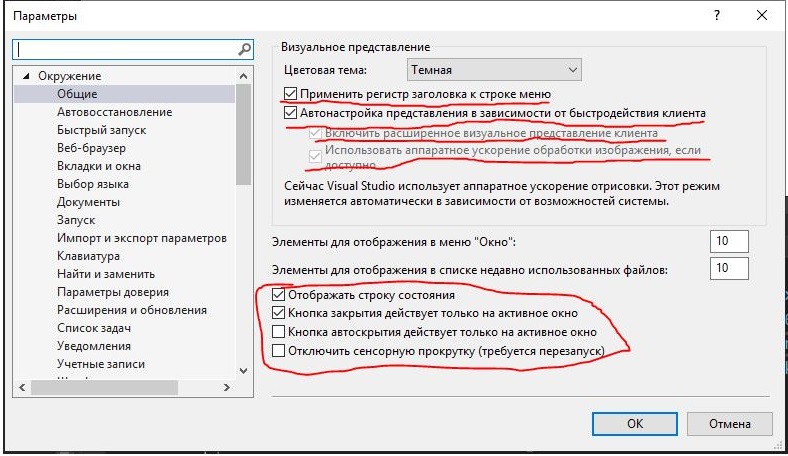 Параметры
? ×
Окружение
Общие
Автовосстановление
Быстрый запуск
Веб-браузер
Вкладки и окна
Выбор языка
Документы
Запуск
Импорт и экспорт параметров
Клавиатура
Найти и заменить
Параметры доверия
Расширения и обновления
Список задач
Уведомления
Учетные записи
Визуальное представление
Цветовая тема: Темная
Применить регистр заголовка к строке меню
Автонастройка представления в зависимости от быстродействия клиента
Включить расширенное визуальное представление клиента
Использовать аппаратное ускорение обработки изображения, если
доступно
Сейчас Visual Studio использует аппаратное ускорение отрисовки. Этот режим
изменяется автоматически в зависимости от возможностей системы.
Элементы для отображения в меню "Окно": 10
Элементы для отображения в списке недавно использованных файлов: 10
Отображать строку состояния
Кнопка закрытия действует только на активное окно
Кнопка автоскрытия действует только на активное окно
Отключить сенсорную прокрутку (требуется перезапуск)
ОК Отмена